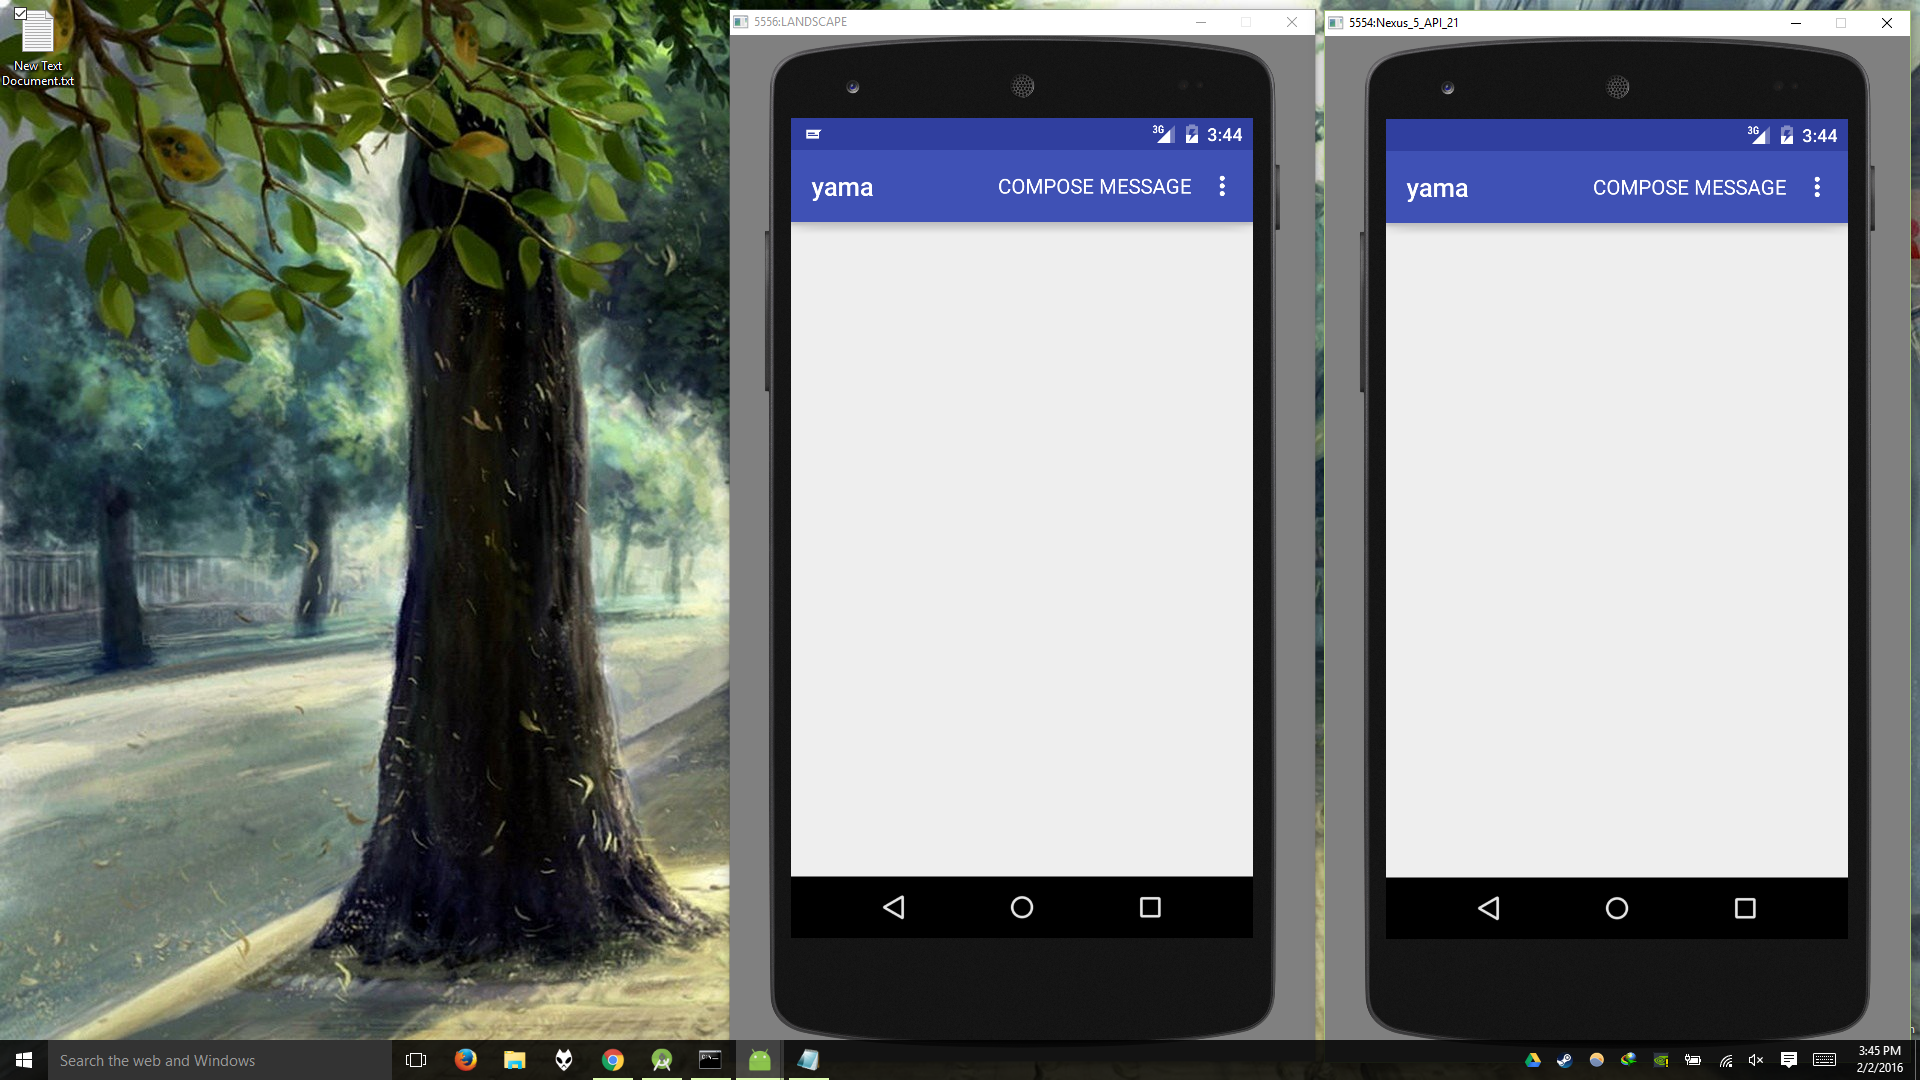 New Text
Document.txt
5556:LANDSCAPE
3G 3:44
yama COMPOSE MESSAGE
5554:Nexus_5_API_21
3G 3:44
yama COMPOSE MESSAGE
Search the web and Windows
3:45 PM
2/2/2016